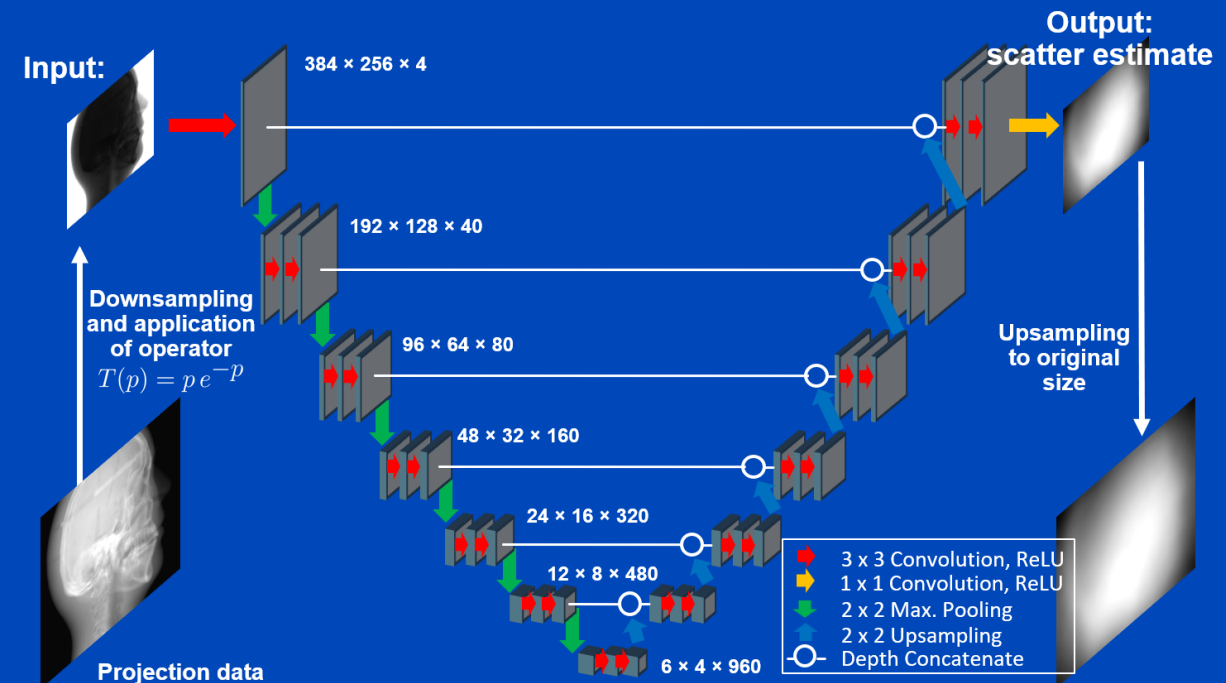 Input:
Output:
scatter estimate
384 × 256 × 4
192 × 128 × 40
Downsampling
and application
of operator
T(p) = p e^{-p}
96 × 64 × 80
Upsampling
to original
size
48 × 32 × 160
24 × 16 × 320
12 × 8 × 480
6 × 4 × 960
3 x 3 Convolution, ReLU
1 x 1 Convolution, ReLU
2 x 2 Max. Pooling
2 x 2 Upsampling
Depth Concatenate
Projection data